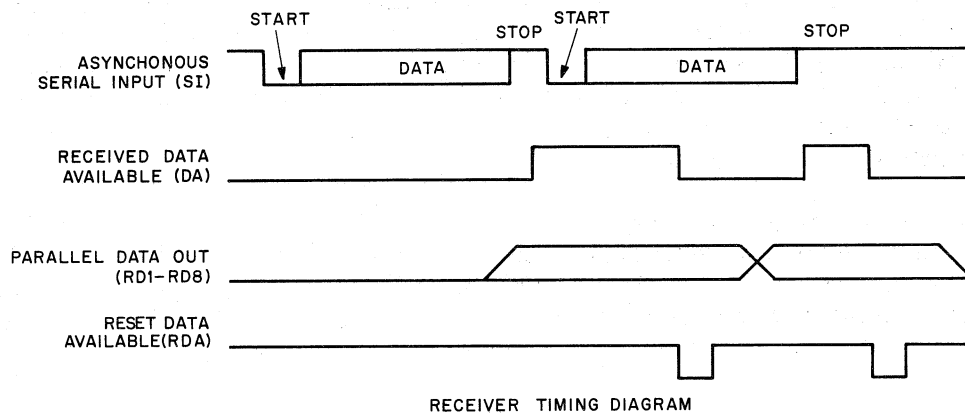 START
STOP
START
STOP
ASYNCHONOUS
SERIAL INPUT (SI)
DATA
DATA
RECEIVED DATA
AVAILABLE (DA)
PARALLEL DATA OUT
(RD1-RD8)
RESET DATA
AVAILABLE(RDA)
RECEIVER TIMING DIAGRAM